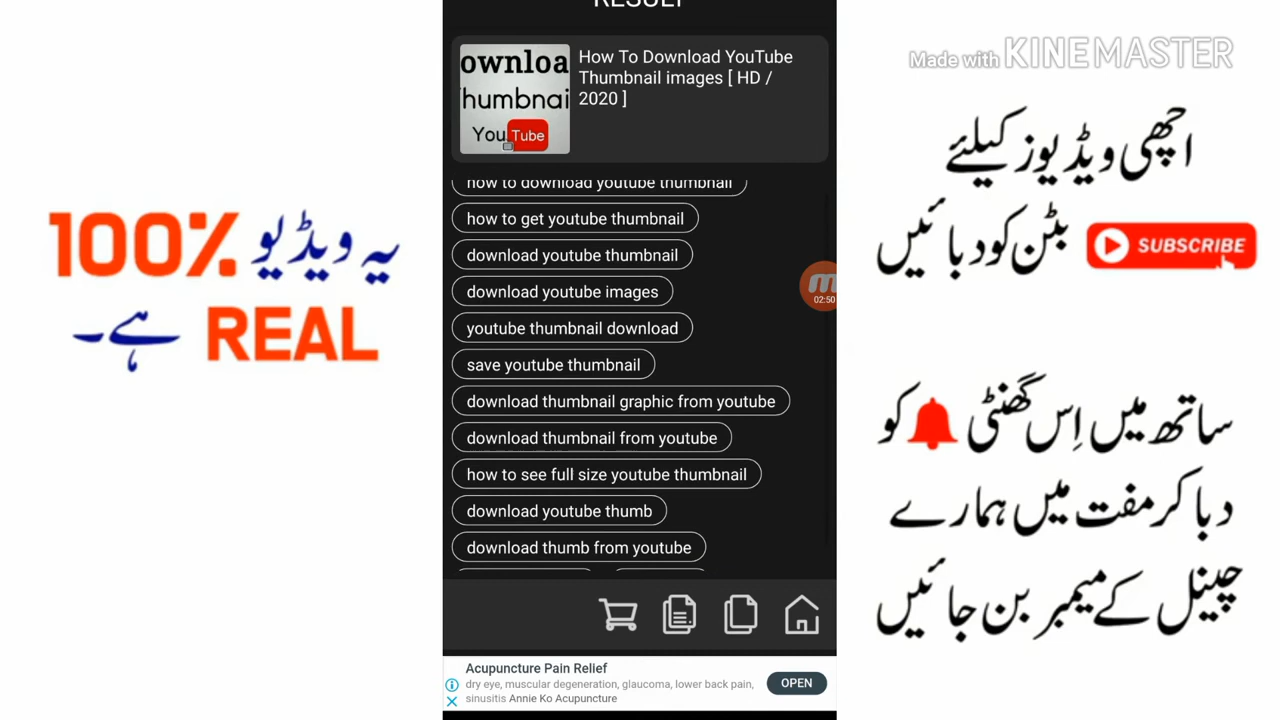 RESULT
ownloa
humbnai
YouTube
How To Download YouTube
Thumbnail images [ HD /
2020 ]
how to download youtube thumbnail
how to get youtube thumbnail
download youtube thumbnail
download youtube images
youtube thumbnail download
save youtube thumbnail
download thumbnail graphic from youtube
download thumbnail from youtube
how to see full size youtube thumbnail
download youtube thumb
download thumb from youtube
02:50
Acupuncture Pain Relief
dry eye, muscular degeneration, glaucoma, lower back pain,
sinusitis Annie Ko Acupuncture
OPEN
یہ ویڈیو 100%
REAL ہے۔
Made with KINEMASTER
اچھی ویڈیوز کیلئے
SUBSCRIBE بٹن کو دبائیں
ساتھ میں اِس گھنٹی کو
دبا کر مفت میں ہمارے
چینل کے میمبر بن جائیں